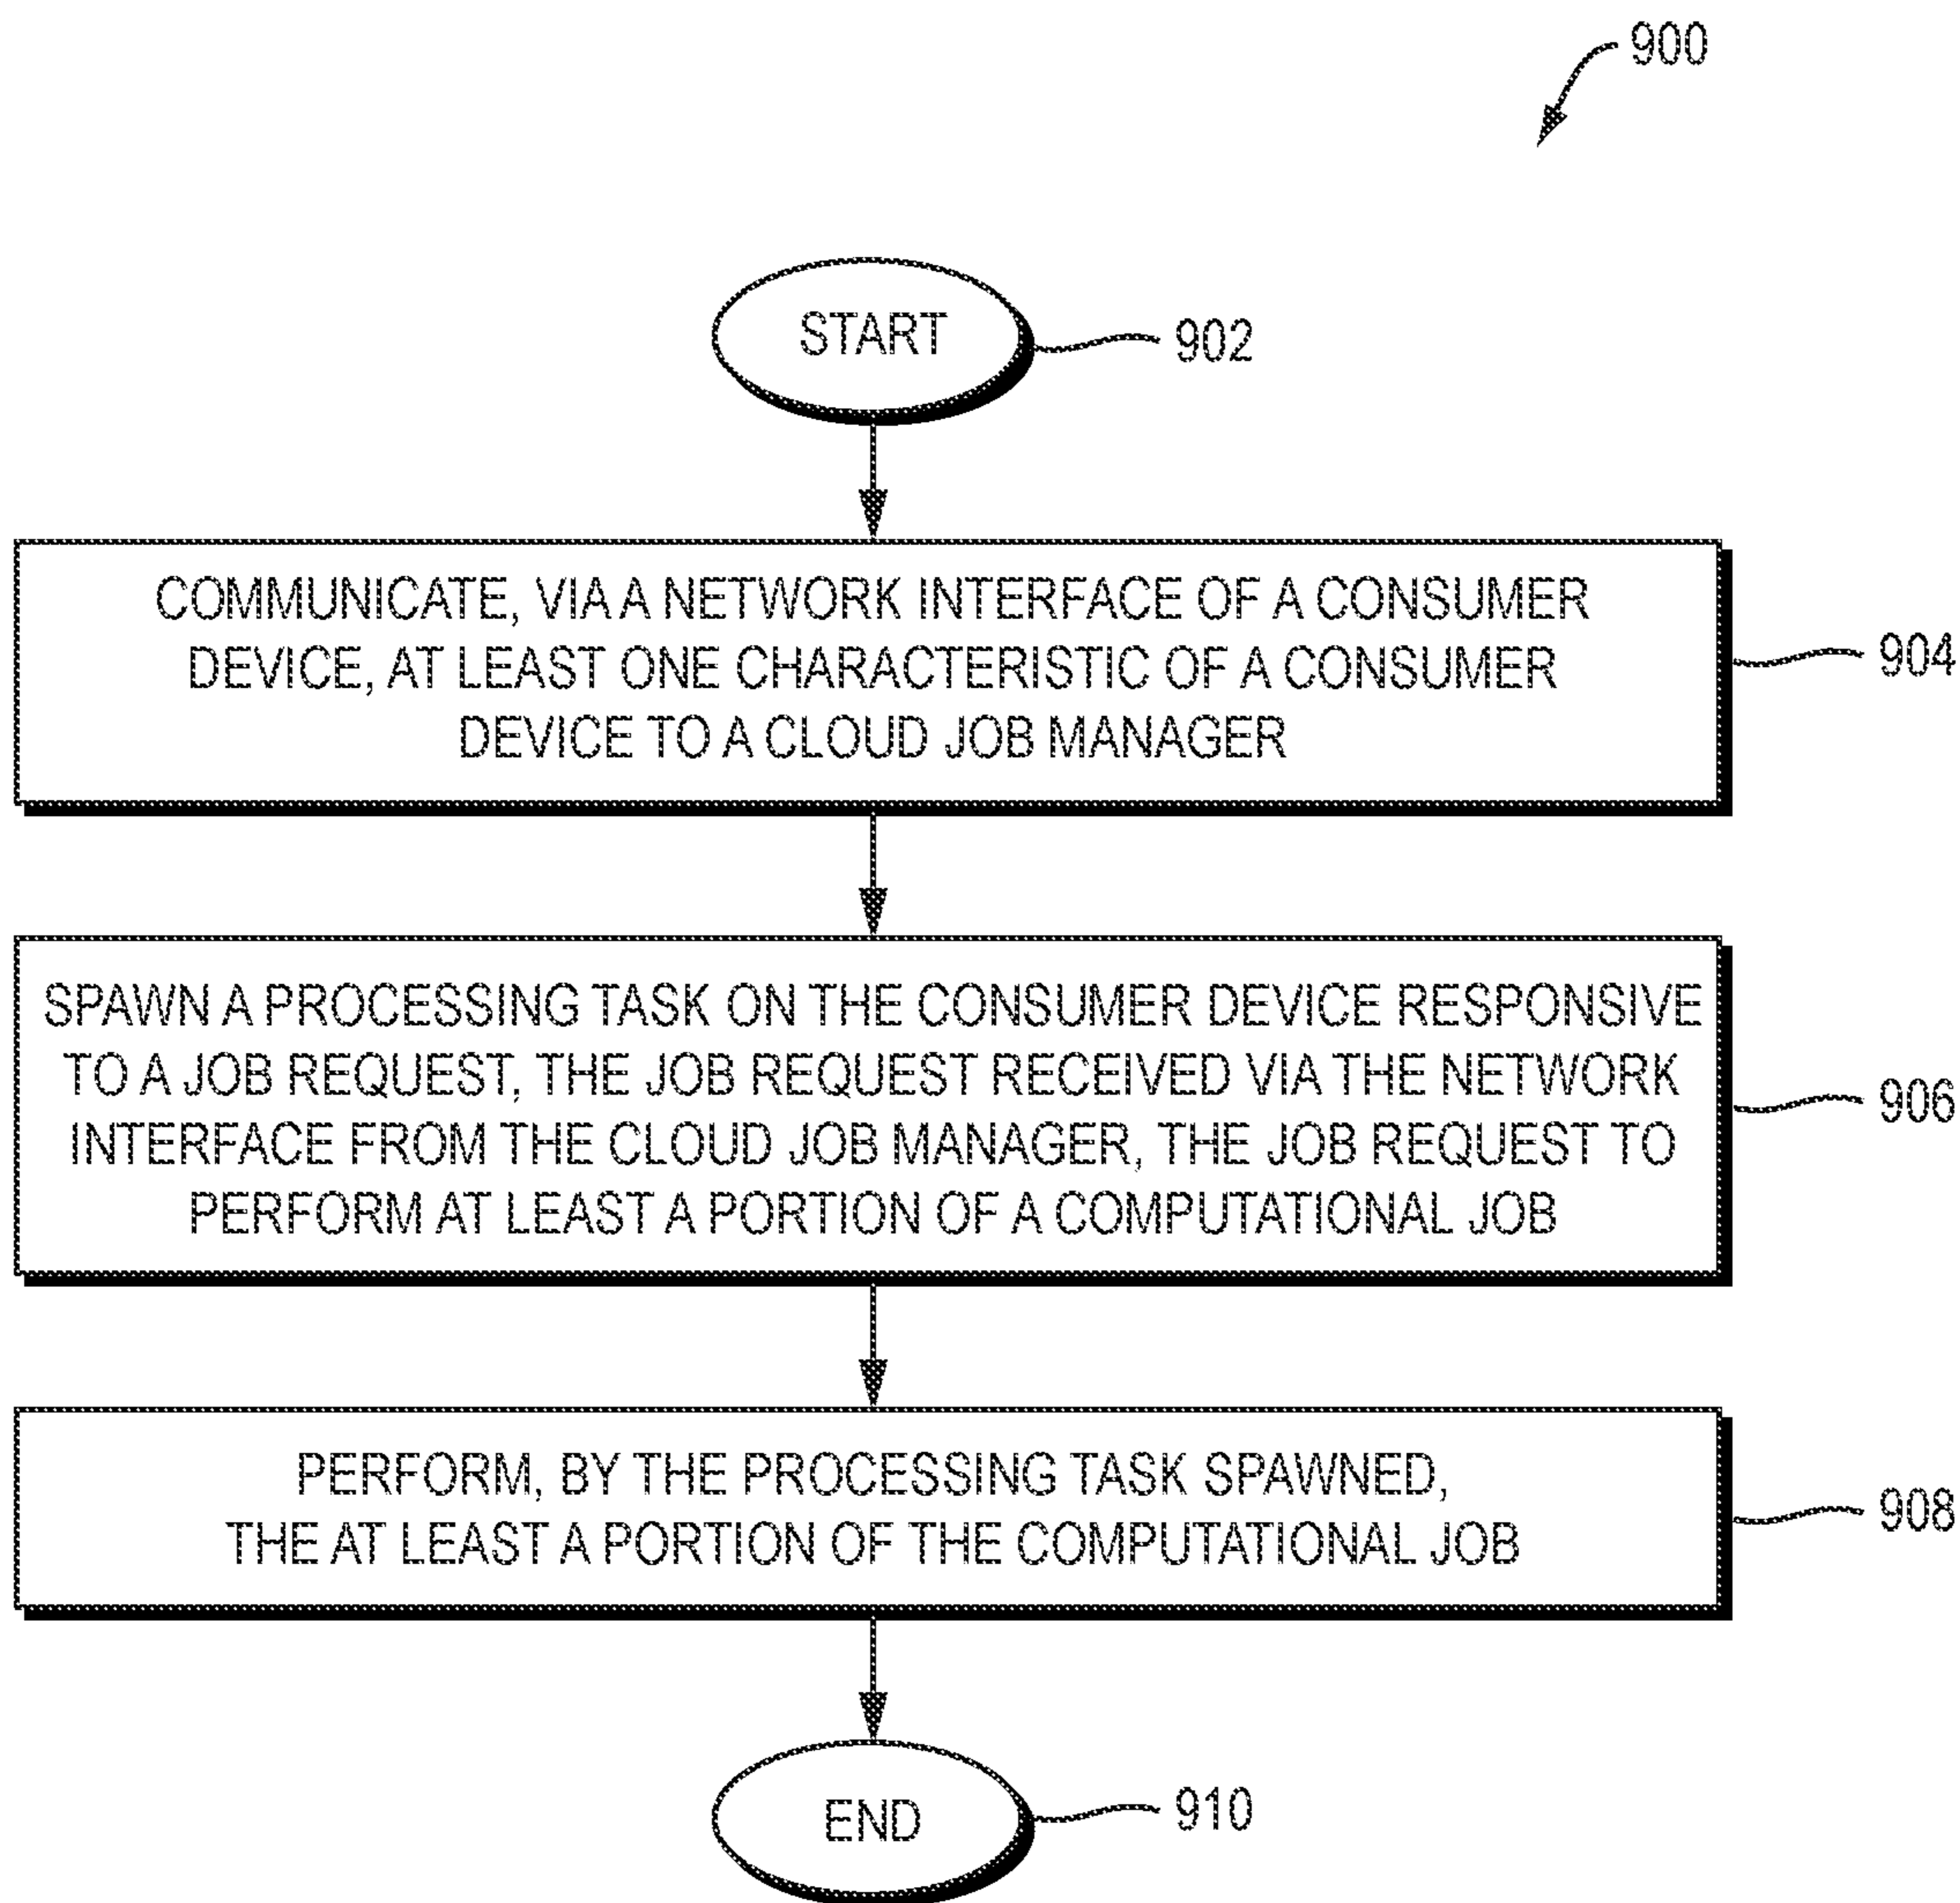 900
START
902
COMMUNICATE, VIA A NETWORK INTERFACE OF A CONSUMER
DEVICE, AT LEAST ONE CHARACTERISTIC OF A CONSUMER
DEVICE TO A CLOUD JOB MANAGER
904
SPAWN A PROCESSING TASK ON THE CONSUMER DEVICE RESPONSIVE
TO A JOB REQUEST, THE JOB REQUEST RECEIVED VIA THE NETWORK
INTERFACE FROM THE CLOUD JOB MANAGER, THE JOB REQUEST TO
PERFORM AT LEAST A PORTION OF A COMPUTATIONAL JOB
906
PERFORM, BY THE PROCESSING TASK SPAWNED,
THE AT LEAST A PORTION OF THE COMPUTATIONAL JOB
908
END
910